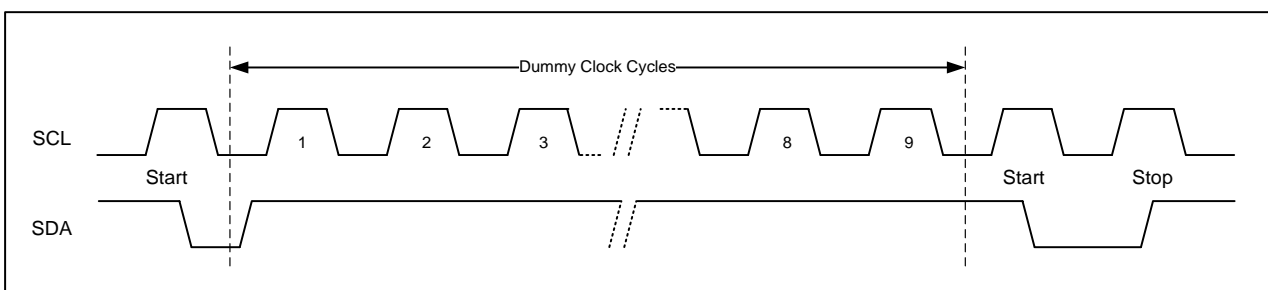 Dummy Clock Cycles
SCL
1 2 3 8 9
Start Start Stop
SDA